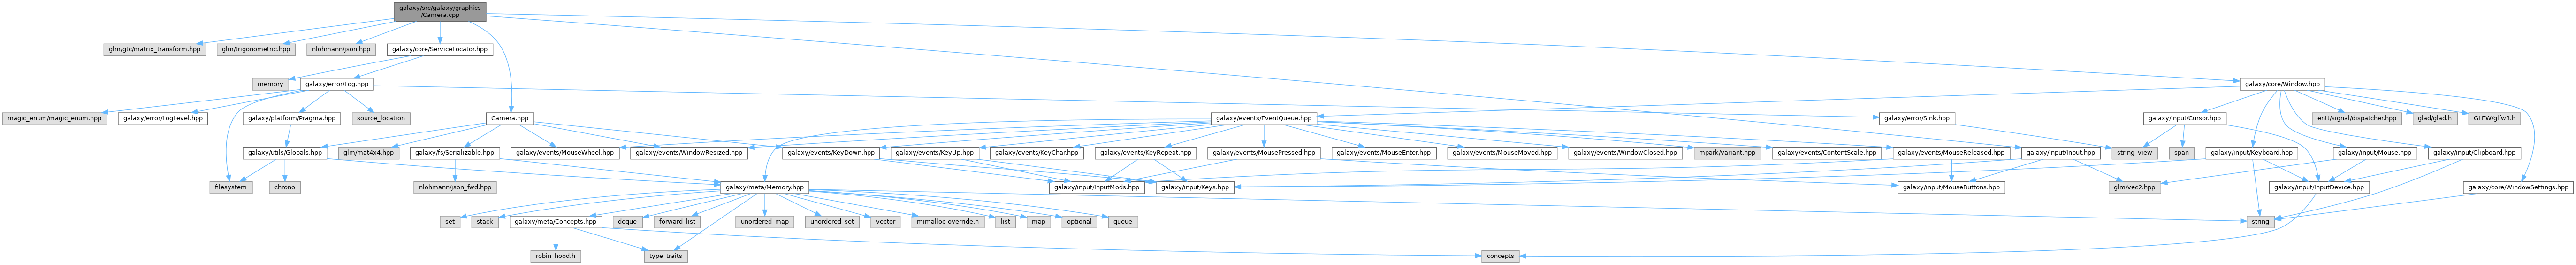 galaxy/src/galaxy/graphics
/Camera.cpp
glm/gtc/matrix_transform.hpp
glm/trigonometric.hpp
nlohmann/json.hpp
galaxy/core/ServiceLocator.hpp
memory
galaxy/error/Log.hpp
galaxy/core/Window.hpp
magic_enum/magic_enum.hpp
galaxy/error/LogLevel.hpp
galaxy/platform/Pragma.hpp
source_location
Camera.hpp
galaxy/events/EventQueue.hpp
galaxy/error/Sink.hpp
galaxy/input/Cursor.hpp
entt/signal/dispatcher.hpp
glad/glad.h
GLFW/glfw3.h
galaxy/utils/Globals.hpp
glm/mat4x4.hpp
galaxy/fs/Serializable.hpp
galaxy/events/MouseWheel.hpp
galaxy/events/WindowResized.hpp
galaxy/events/KeyDown.hpp
galaxy/events/KeyUp.hpp
galaxy/events/KeyChar.hpp
galaxy/events/KeyRepeat.hpp
galaxy/events/MousePressed.hpp
galaxy/events/MouseEnter.hpp
galaxy/events/MouseMoved.hpp
galaxy/events/WindowClosed.hpp
mpark/variant.hpp
galaxy/events/ContentScale.hpp
galaxy/events/MouseReleased.hpp
galaxy/input/Input.hpp
string_view
span
galaxy/input/Keyboard.hpp
galaxy/input/Mouse.hpp
galaxy/input/Clipboard.hpp
filesystem
chrono
nlohmann/json_fwd.hpp
galaxy/meta/Memory.hpp
galaxy/input/InputMods.hpp
galaxy/input/Keys.hpp
galaxy/input/MouseButtons.hpp
glm/vec2.hpp
galaxy/input/InputDevice.hpp
galaxy/core/WindowSettings.hpp
set
stack
galaxy/meta/Concepts.hpp
deque
forward_list
unordered_map
unordered_set
vector
mimalloc-override.h
list
map
optional
queue
string
robin_hood.h
type_traits
concepts